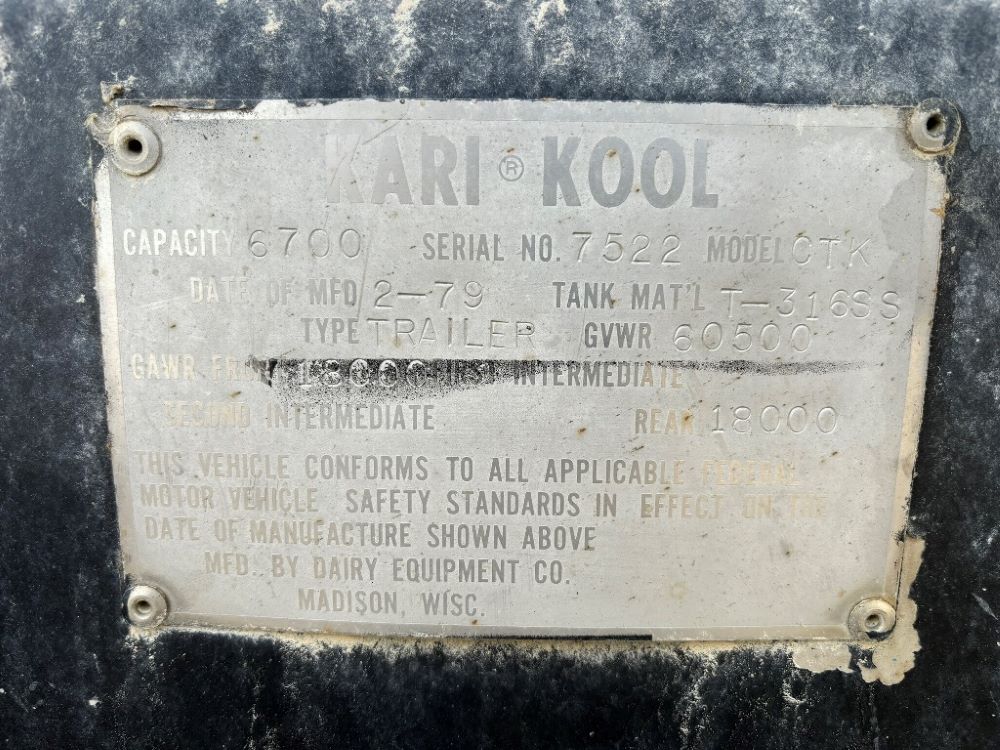 KARI ® KOOL
CAPACITY 6700 SERIAL NO. 7522 MODEL CTK
DATE OF MFD 2-79 TANK MAT'L T-316SS
TYPE TRAILER GVWR 60500
GAWR FRONT 18000 FIRST INTERMEDIATE
SECOND INTERMEDIATE REAR 18000
THIS VEHICLE CONFORMS TO ALL APPLICABLE FEDERAL
MOTOR VEHICLE SAFETY STANDARDS IN EFFECT ON THE
DATE OF MANUFACTURE SHOWN ABOVE
MFD. BY DAIRY EQUIPMENT CO.
MADISON, WISC.